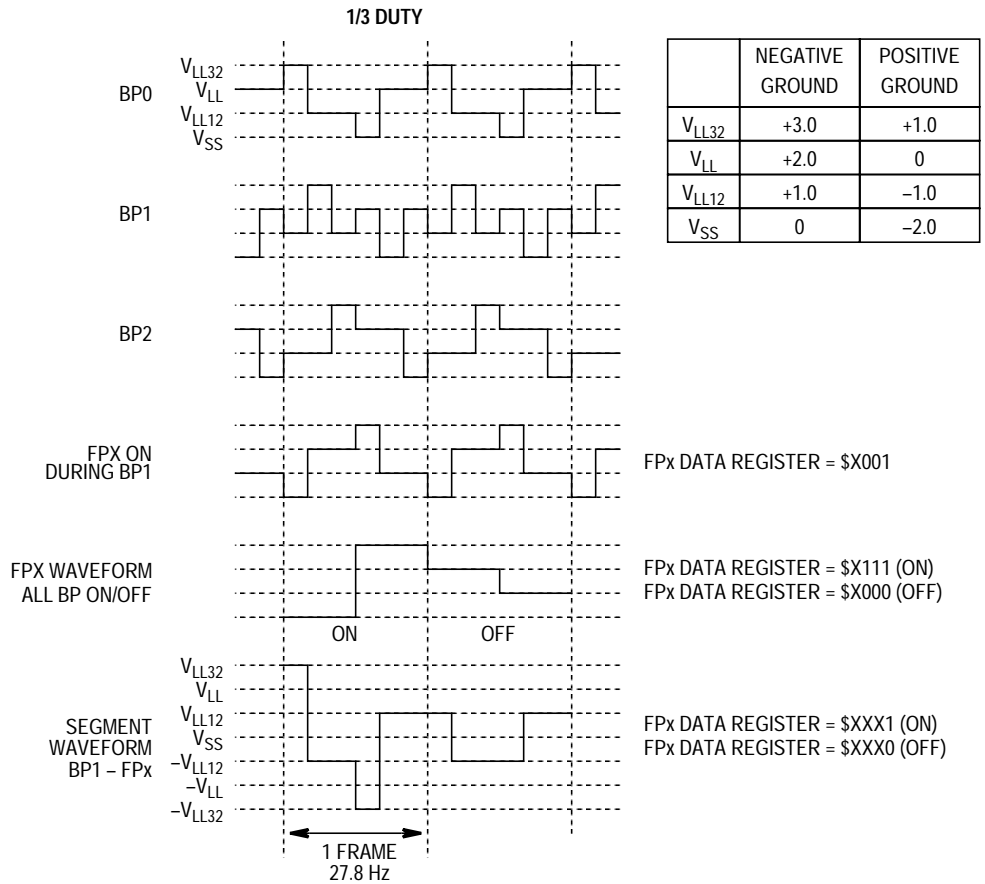 1/3 DUTY
BP0
VLL32
VLL
VLL12
VSS
NEGATIVE GROUND
POSITIVE GROUND
VLL32 +3.0 +1.0
VLL +2.0 0
VLL12 +1.0 –1.0
VSS 0 –2.0
BP1
BP2
FPX ON
DURING BP1
FPx DATA REGISTER = $X001
FPX WAVEFORM
ALL BP ON/OFF
ON
OFF
FPx DATA REGISTER = $X111 (ON)
FPx DATA REGISTER = $X000 (OFF)
SEGMENT
WAVEFORM
BP1 – FPx
VLL32
VLL
VLL12
VSS
–VLL12
–VLL
–VLL32
FPx DATA REGISTER = $XXX1 (ON)
FPx DATA REGISTER = $XXX0 (OFF)
1 FRAME
27.8 Hz